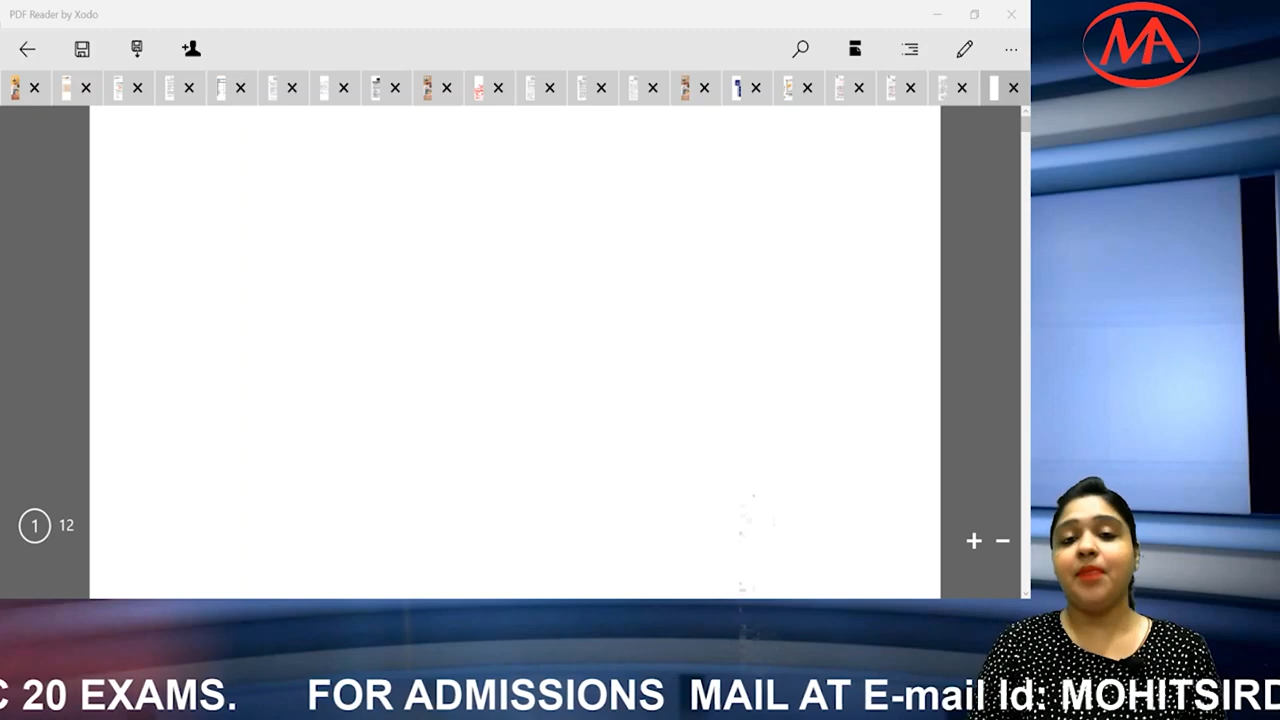 PDF Reader by Xodo
MA
1 12
C 20 EXAMS. FOR ADMISSIONS MAIL AT E-mail Id: MOHITSIRD